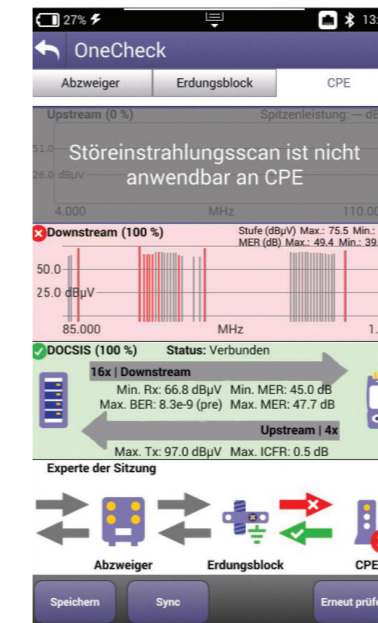 27%
13:
OneCheck
Abzweiger
Erdungsblock
CPE
Upstream (0 %)
Spitzenleistung: — dB
51.0
Störeinstrahlungsscan ist nicht
anwendbar an CPE
26.0 dBµV
4.000
MHz
110.00
Downstream (100 %)
Stufe (dBµV) Max.: 75.5 Min.:
MER (dB) Max.: 49.4 Min.: 39.
50.0
25.0 dBµV
85.000
MHz
1.
DOCSIS (100 %)
Status: Verbunden
16x | Downstream
Min. Rx: 66.8 dBµV Min. MER: 45.0 dB
Max. BER: 8.3e-9 (pre) Max. MER: 47.7 dB
Upstream | 4x
Max. Tx: 97.0 dBµV Max. ICFR: 0.5 dB
Experte der Sitzung
Abzweiger
Erdungsblock
CPE
Speichern
Sync
Erneut prüfe